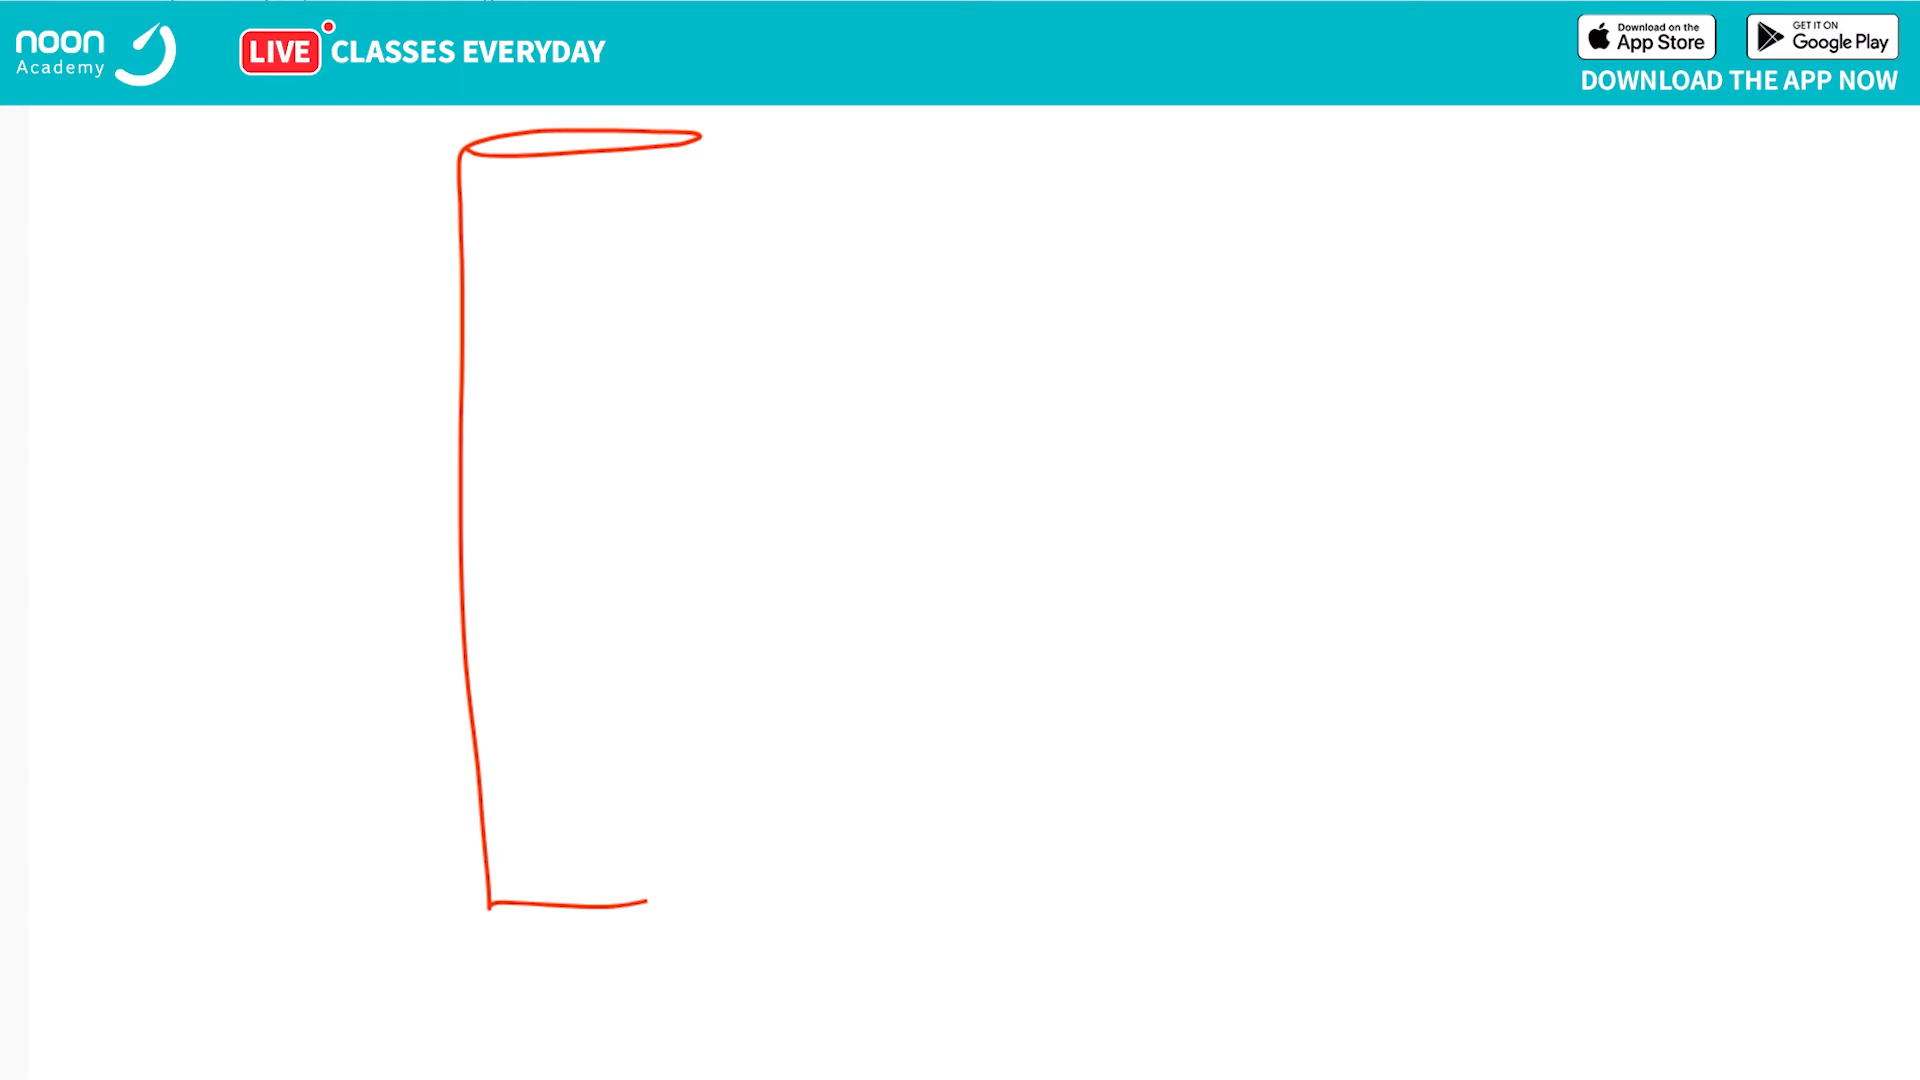 noon
Academy
LIVE CLASSES EVERYDAY
Download on the
App Store
GET IT ON
Google Play
DOWNLOAD THE APP NOW